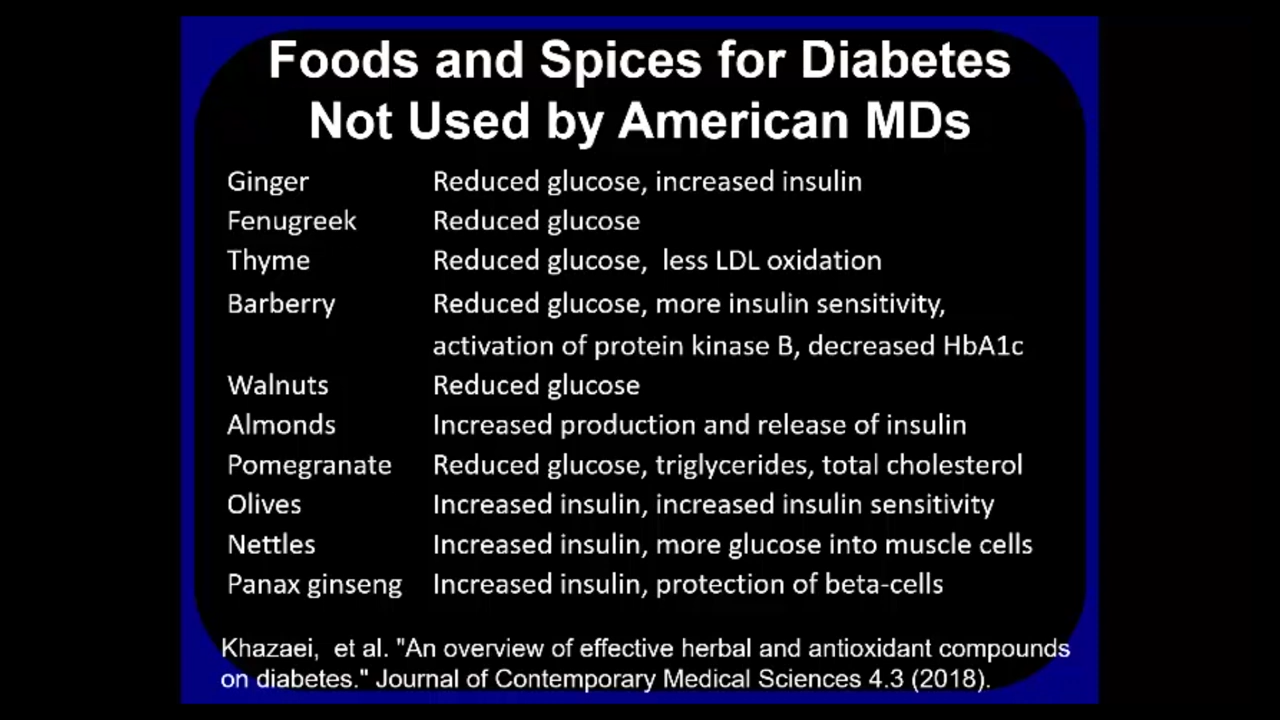 Foods and Spices for Diabetes
Not Used by American MDs
Ginger Reduced glucose, increased insulin
Fenugreek Reduced glucose
Thyme Reduced glucose, less LDL oxidation
Barberry Reduced glucose, more insulin sensitivity,
activation of protein kinase B, decreased HbA1c
Walnuts Reduced glucose
Almonds Increased production and release of insulin
Pomegranate Reduced glucose, triglycerides, total cholesterol
Olives Increased insulin, increased insulin sensitivity
Nettles Increased insulin, more glucose into muscle cells
Panax ginseng Increased insulin, protection of beta-cells
Khazaei, et al. "An overview of effective herbal and antioxidant compounds
on diabetes." Journal of Contemporary Medical Sciences 4.3 (2018).